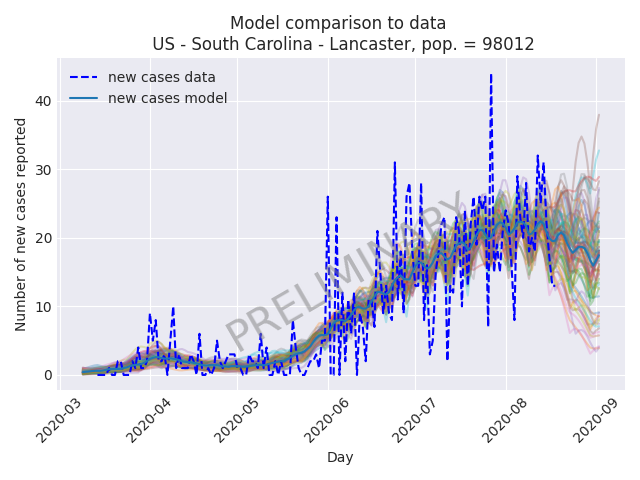 Model comparison to data
US - South Carolina - Lancaster, pop. = 98012
new cases data
new cases model
PRELIMINARY
Number of new cases reported
40
30
20
10
0
2020-03
2020-04
2020-05
2020-06
2020-07
2020-08
2020-09
Day